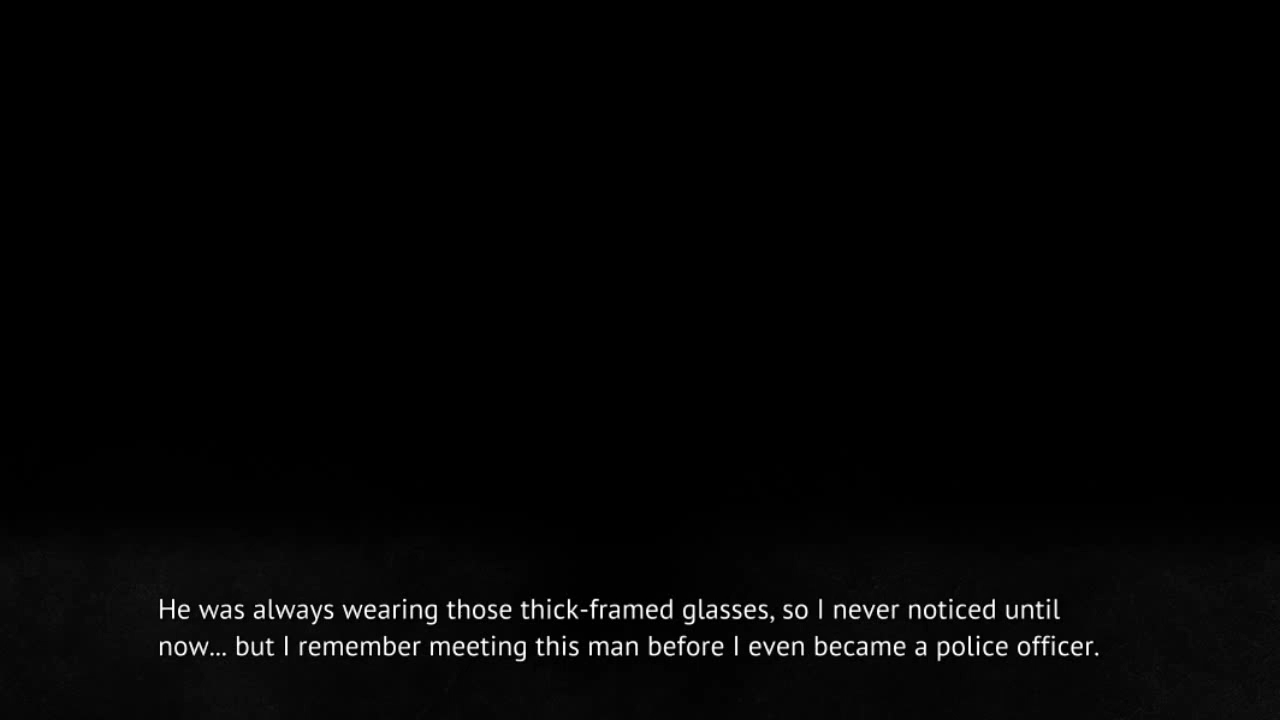 He was always wearing those thick-framed glasses, so I never noticed until
now... but I remember meeting this man before I even became a police officer.